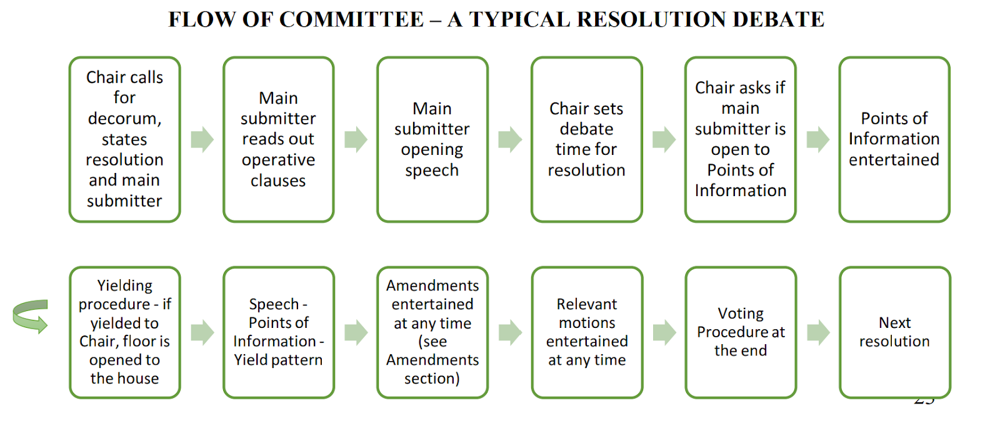 FLOW OF COMMITTEE – A TYPICAL RESOLUTION DEBATE
Chair calls
for
decorum,
states
resolution
and main
submitter
Main
submitter
reads out
operative
clauses
Main
submitter
opening
speech
Chair sets
debate
time for
resolution
Chair asks if
main
submitter is
open to
Points of
Information
Points of
Information
entertained
Yielding
procedure - if
yielded to
Chair, floor is
opened to
the house
Speech -
Points of
Information -
Yield pattern
Amendments
entertained
at any time
(see
Amendments
section)
Relevant
motions
entertained
at any time
Voting
Procedure at
the end
Next
resolution